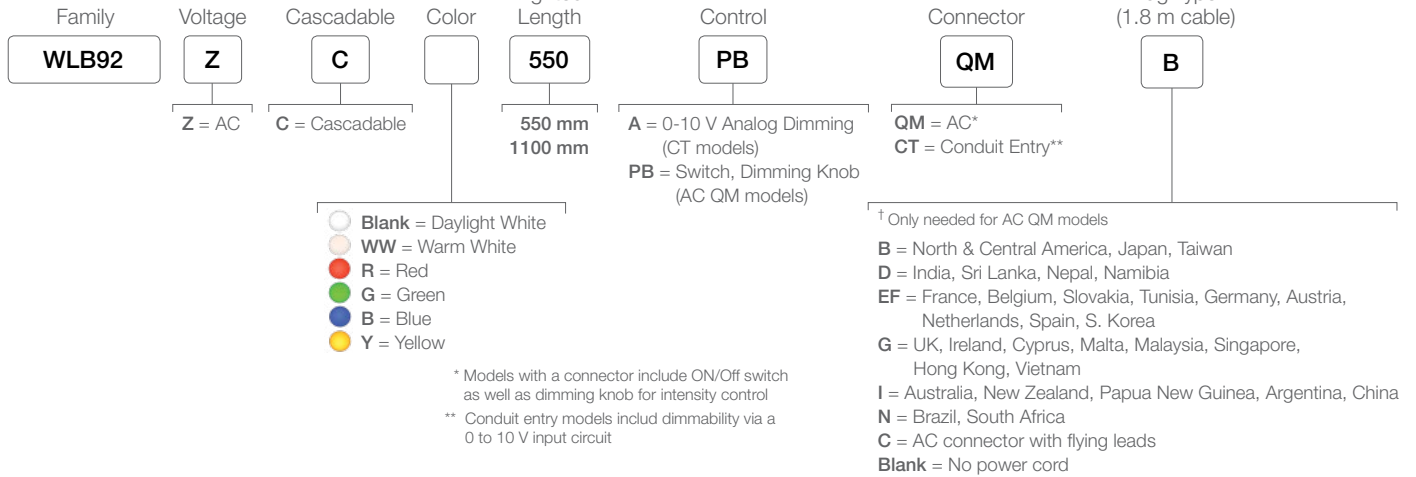 Family
Voltage
Cascadable
Color
Length
Control
Connector
(1.8 m cable)
WLB92
Z
C
550
PB
QM
B
Z = AC
C = Cascadable
550 mm
1100 mm
A = 0-10 V Analog Dimming
(CT models)
PB = Switch, Dimming Knob
(AC QM models)
QM = AC*
CT = Conduit Entry**
Blank = Daylight White
WW = Warm White
R = Red
G = Green
B = Blue
Y = Yellow
* Models with a connector include ON/Off switch
as well as dimming knob for intensity control
** Conduit entry models includ dimmability via a
0 to 10 V input circuit
† Only needed for AC QM models
B = North & Central America, Japan, Taiwan
D = India, Sri Lanka, Nepal, Namibia
EF = France, Belgium, Slovakia, Tunisia, Germany, Austria,
Netherlands, Spain, S. Korea
G = UK, Ireland, Cyprus, Malta, Malaysia, Singapore,
Hong Kong, Vietnam
I = Australia, New Zealand, Papua New Guinea, Argentina, China
N = Brazil, South Africa
C = AC connector with flying leads
Blank = No power cord